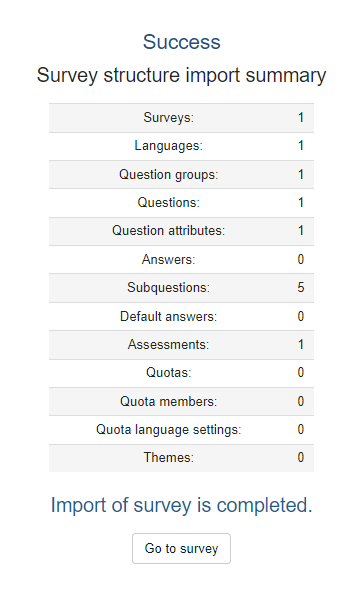 Success
Survey structure import summary
Surveys: 1
Languages: 1
Question groups: 1
Questions: 1
Question attributes: 1
Answers: 0
Subquestions: 5
Default answers: 0
Assessments: 1
Quotas: 0
Quota members: 0
Quota language settings: 0
Themes: 0
Import of survey is completed.
Go to survey